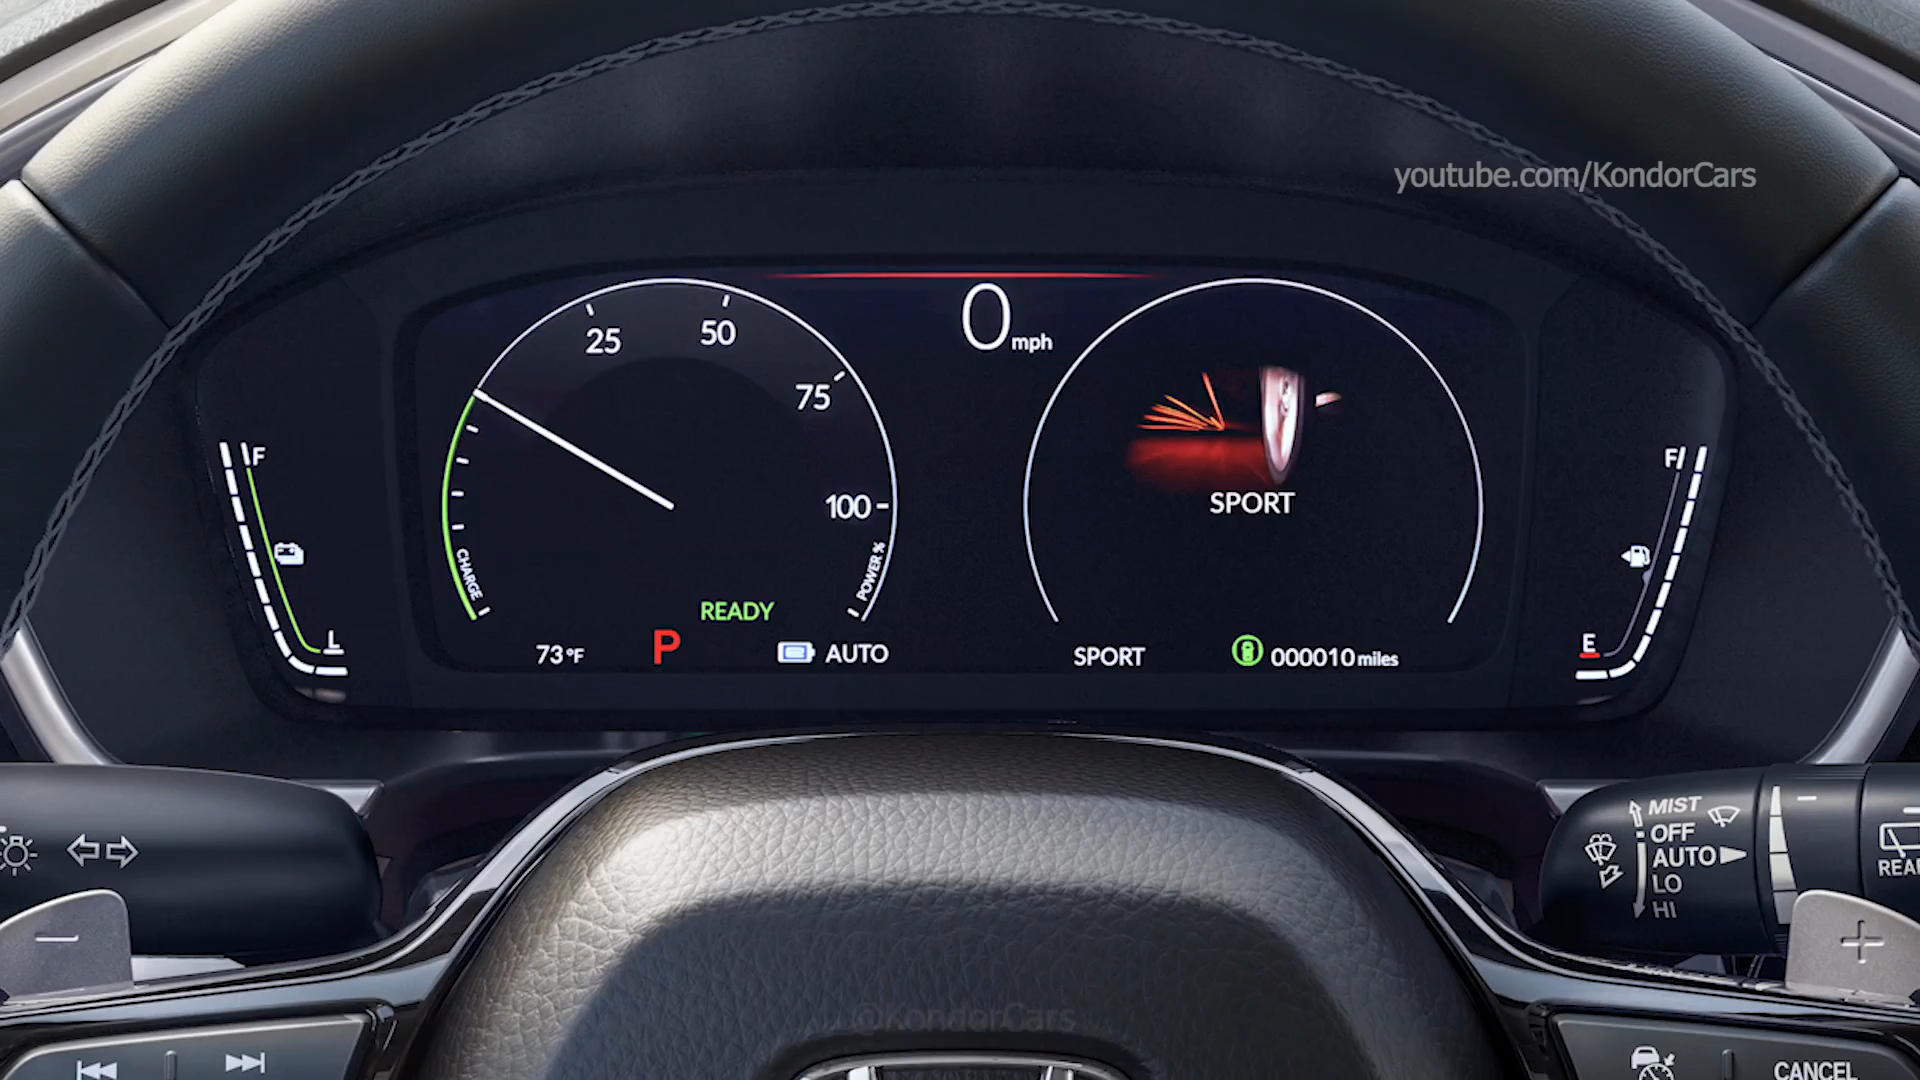 youtube.com/KondorCars
0 mph
25
50
75
100
CHARGE
POWER %
F
L
F
E
SPORT
READY
73°F
P
AUTO
SPORT
000010 miles
MIST
OFF
AUTO
LO
HI
@KondorCars
CANCEL